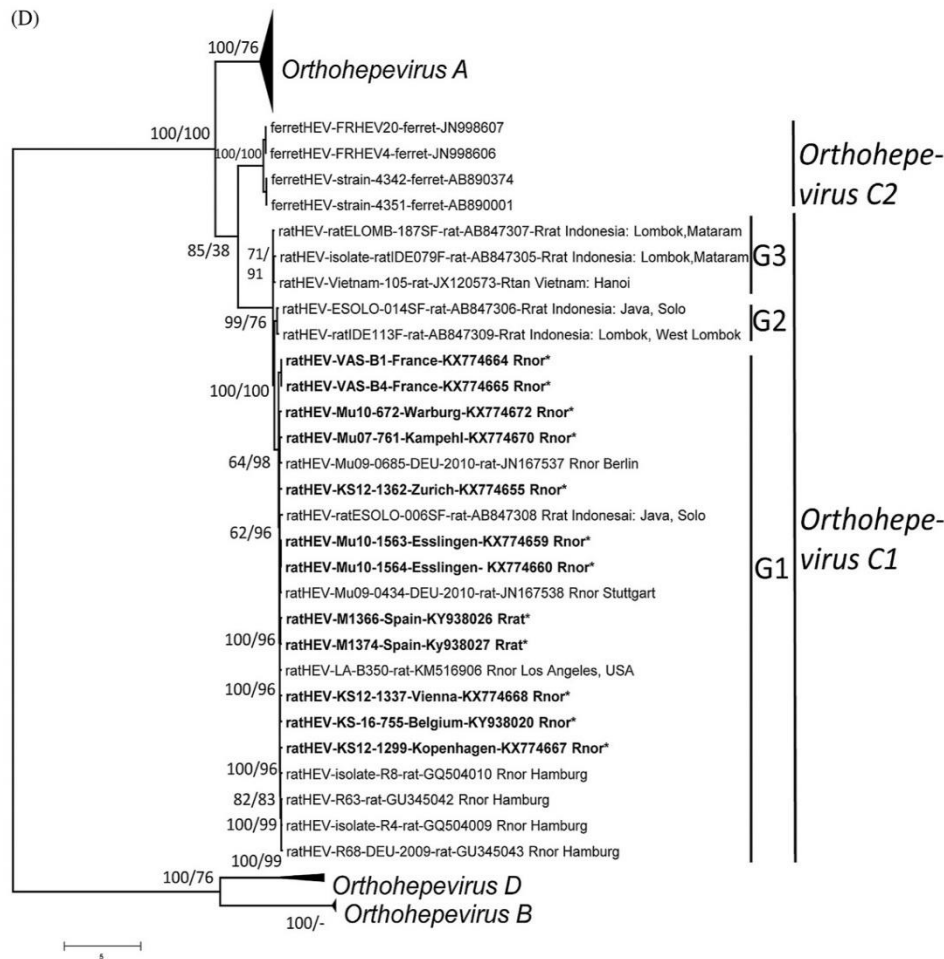 (D)
100/76
Orthohepevirus A
100/100
ferretHEV-FRHEV20-ferret-JN998607
100/100
ferretHEV-FRHEV4-ferret-JN998606
ferretHEV-strain-4342-ferret-AB890374
ferretHEV-strain-4351-ferret-AB890001
Orthohepe-
virus C2
85/38
ratHEV-ratELOMB-187SF-rat-AB847307-Rrat Indonesia: Lombok,Mataram
71/
91
ratHEV-isolate-ratIDE079F-rat-AB847305-Rrat Indonesia: Lombok,Mataram
G3
ratHEV-Vietnam-105-rat-JX120573-Rtan Vietnam: Hanoi
99/76
ratHEV-ESOLO-014SF-rat-AB847306-Rrat Indonesia: Java, Solo
G2
ratHEV-ratIDE113F-rat-AB847309-Rrat Indonesia: Lombok, West Lombok
ratHEV-VAS-B1-France-KX774664 Rnor*
100/100
ratHEV-VAS-B4-France-KX774665 Rnor*
ratHEV-Mu10-672-Warburg-KX774672 Rnor*
ratHEV-Mu07-761-Kampehl-KX774670 Rnor*
64/98
ratHEV-Mu09-0685-DEU-2010-rat-JN167537 Rnor Berlin
ratHEV-KS12-1362-Zurich-KX774655 Rnor*
ratHEV-ratESOLO-006SF-rat-AB847308 Rrat Indonesai: Java, Solo
62/96
ratHEV-Mu10-1563-Esslingen-KX774659 Rnor*
Orthohepe-
virus C1
G1
ratHEV-Mu10-1564-Esslingen- KX774660 Rnor*
ratHEV-Mu09-0434-DEU-2010-rat-JN167538 Rnor Stuttgart
ratHEV-M1366-Spain-KY938026 Rrat*
100/96
ratHEV-M1374-Spain-Ky938027 Rrat*
ratHEV-LA-B350-rat-KM516906 Rnor Los Angeles, USA
100/96
ratHEV-KS12-1337-Vienna-KX774668 Rnor*
ratHEV-KS-16-755-Belgium-KY938020 Rnor*
ratHEV-KS12-1299-Kopenhagen-KX774667 Rnor*
100/96
ratHEV-isolate-R8-rat-GQ504010 Rnor Hamburg
82/83
ratHEV-R63-rat-GU345042 Rnor Hamburg
100/99
ratHEV-isolate-R4-rat-GQ504009 Rnor Hamburg
ratHEV-R68-DEU-2009-rat-GU345043 Rnor Hamburg
100/99
100/76
Orthohepevirus D
Orthohepevirus B
100/-